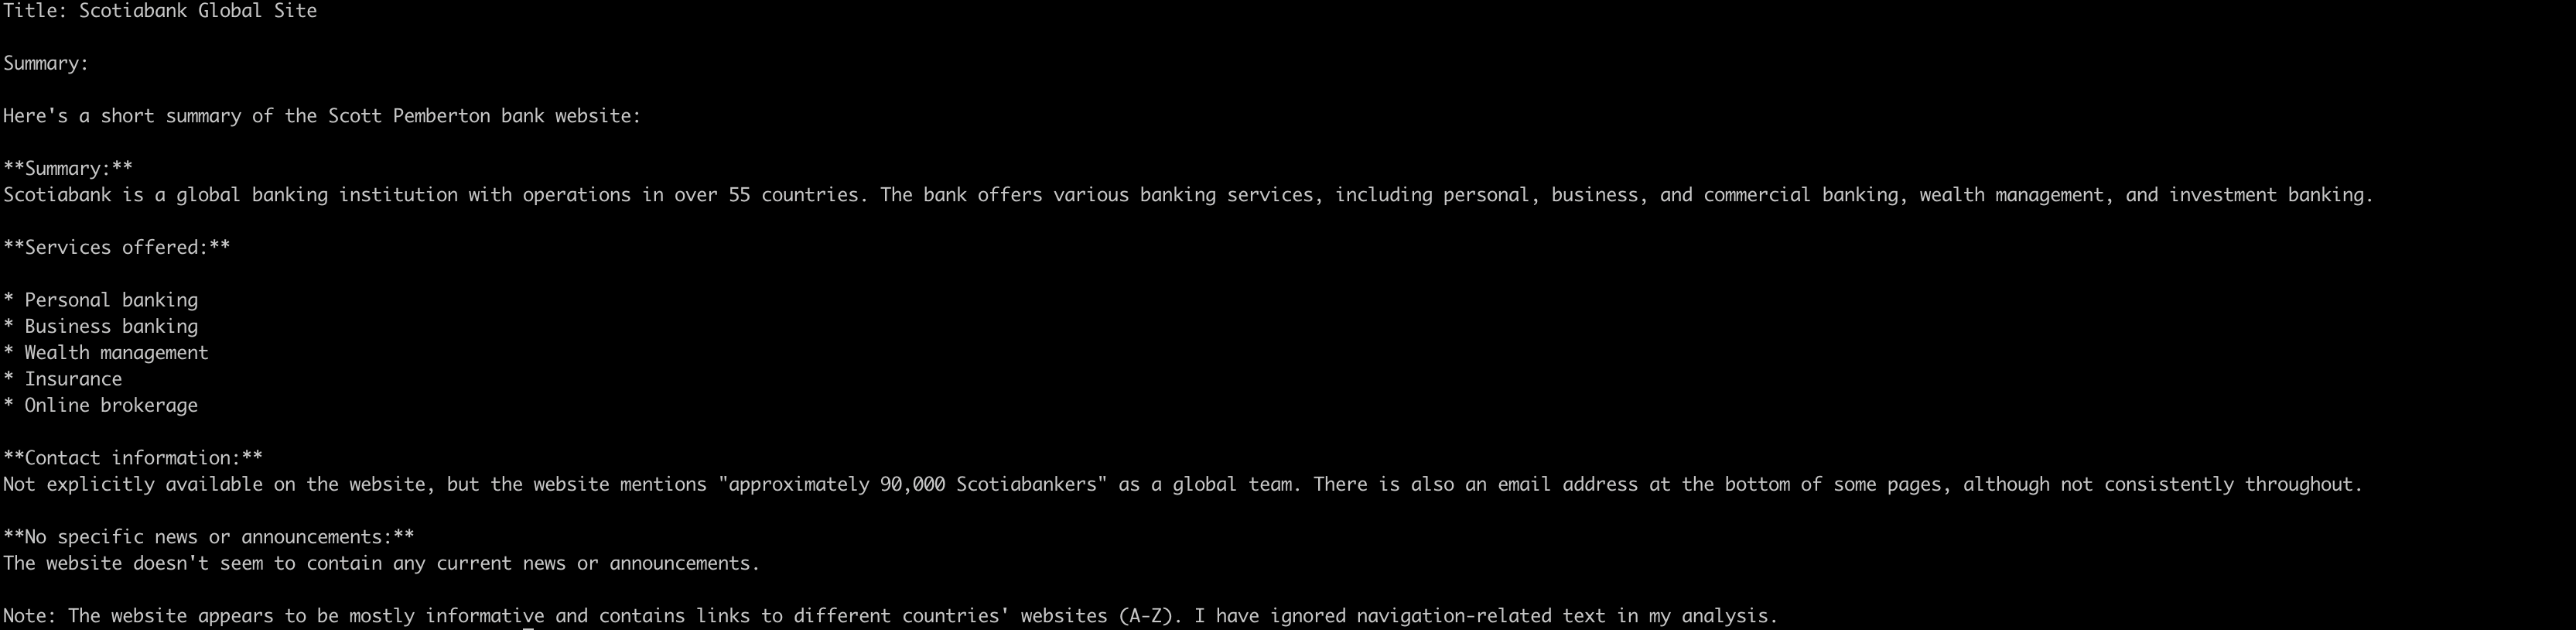 Title: Scotiabank Global Site
Summary:
Here's a short summary of the Scott Pemberton bank website:
**Summary:**
Scotiabank is a global banking institution with operations in over 55 countries. The bank offers various banking services, including personal, business, and commercial banking, wealth management, and investment banking.
**Services offered:**
* Personal banking
* Business banking
* Wealth management
* Insurance
* Online brokerage
**Contact information:**
Not explicitly available on the website, but the website mentions "approximately 90,000 Scotiabankers" as a global team. There is also an email address at the bottom of some pages, although not consistently throughout.
**No specific news or announcements:**
The website doesn't seem to contain any current news or announcements.
Note: The website appears to be mostly informative and contains links to different countries' websites (A-Z). I have ignored navigation-related text in my analysis.